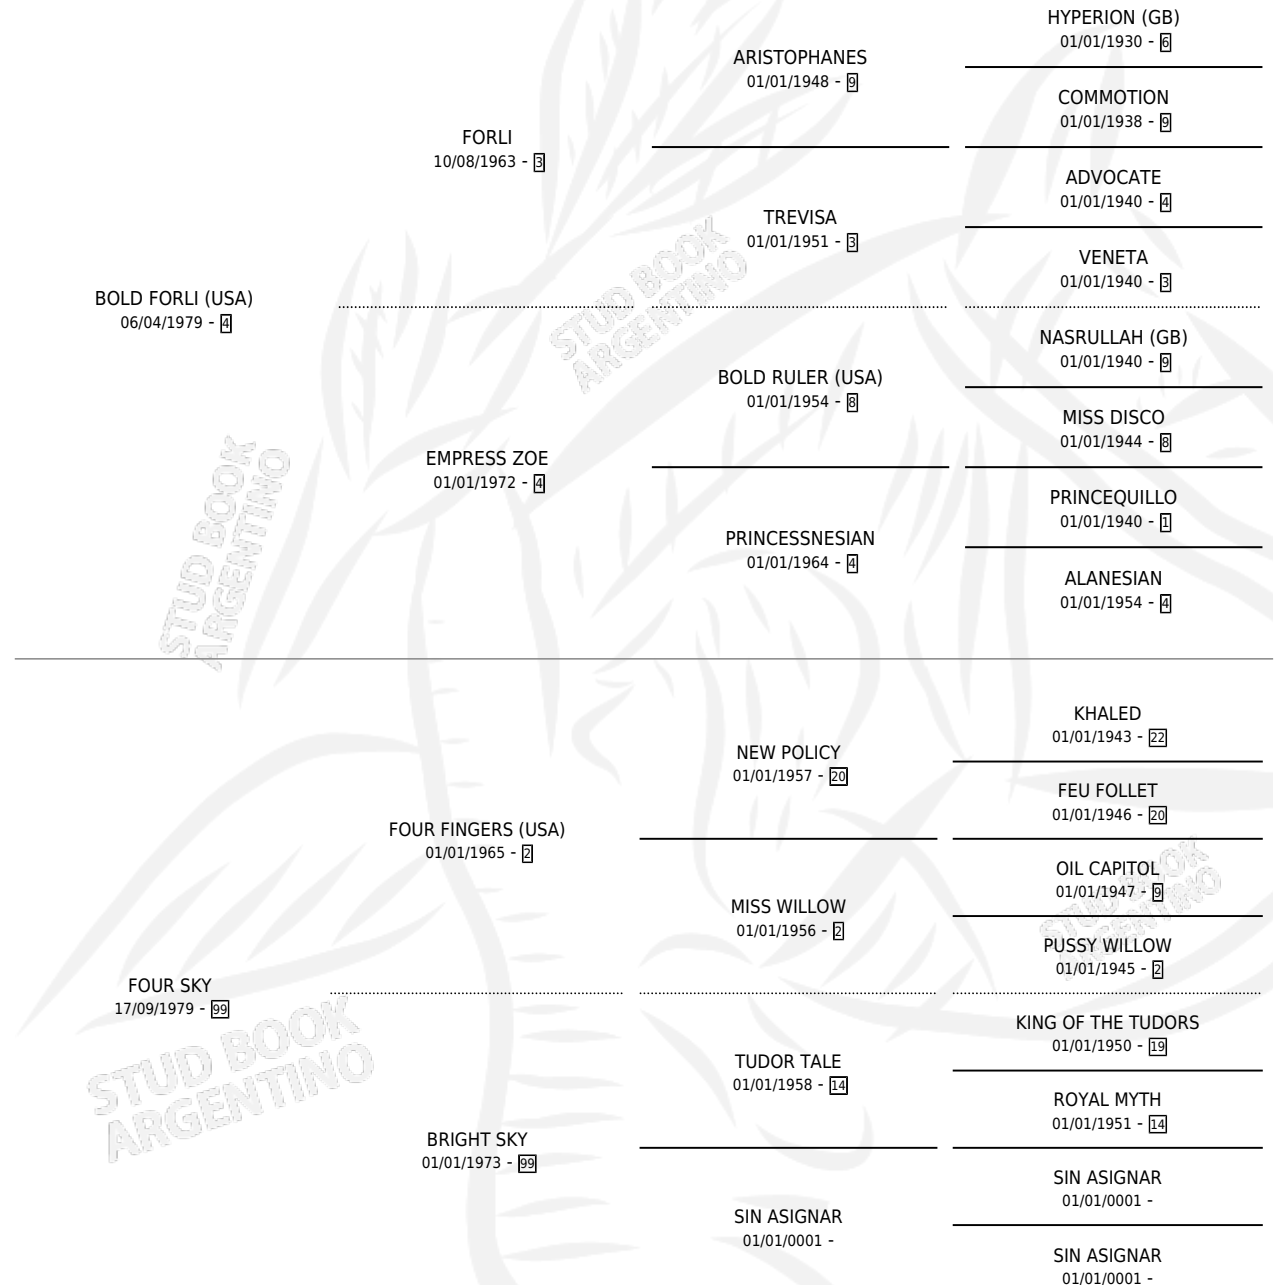 HYPERION (GB)
01/01/1930 - 6
ARISTOPHANES
01/01/1948 - 9
COMMOTION
01/01/1938 - 9
FORLI
10/08/1963 - 3
ADVOCATE
01/01/1940 - 4
TREVISA
01/01/1951 - 3
VENETA
01/01/1940 - 3
BOLD FORLI (USA)
06/04/1979 - 4
NASRULLAH (GB)
01/01/1940 - 9
BOLD RULER (USA)
01/01/1954 - 8
MISS DISCO
01/01/1944 - 8
EMPRESS ZOE
01/01/1972 - 4
PRINCEQUILLO
01/01/1940 - 1
PRINCESSNESIAN
01/01/1964 - 4
ALANESIAN
01/01/1954 - 4
KHALED
01/01/1943 - 22
NEW POLICY
01/01/1957 - 20
FEU FOLLET
01/01/1946 - 20
FOUR FINGERS (USA)
01/01/1965 - 2
OIL CAPITOL
01/01/1947 - 9
MISS WILLOW
01/01/1956 - 2
PUSSY WILLOW
01/01/1945 - 2
FOUR SKY
17/09/1979 - 99
KING OF THE TUDORS
01/01/1950 - 19
TUDOR TALE
01/01/1958 - 14
ROYAL MYTH
01/01/1951 - 14
BRIGHT SKY
01/01/1973 - 99
SIN ASIGNAR
01/01/0001 -
SIN ASIGNAR
01/01/0001 -
SIN ASIGNAR
01/01/0001 -
STUD BOOK
ARGENTINO
STUD BOOK
ARGENTINO
STUD BOOK
ARGENTINO
STUD BOOK
ARGENTINO